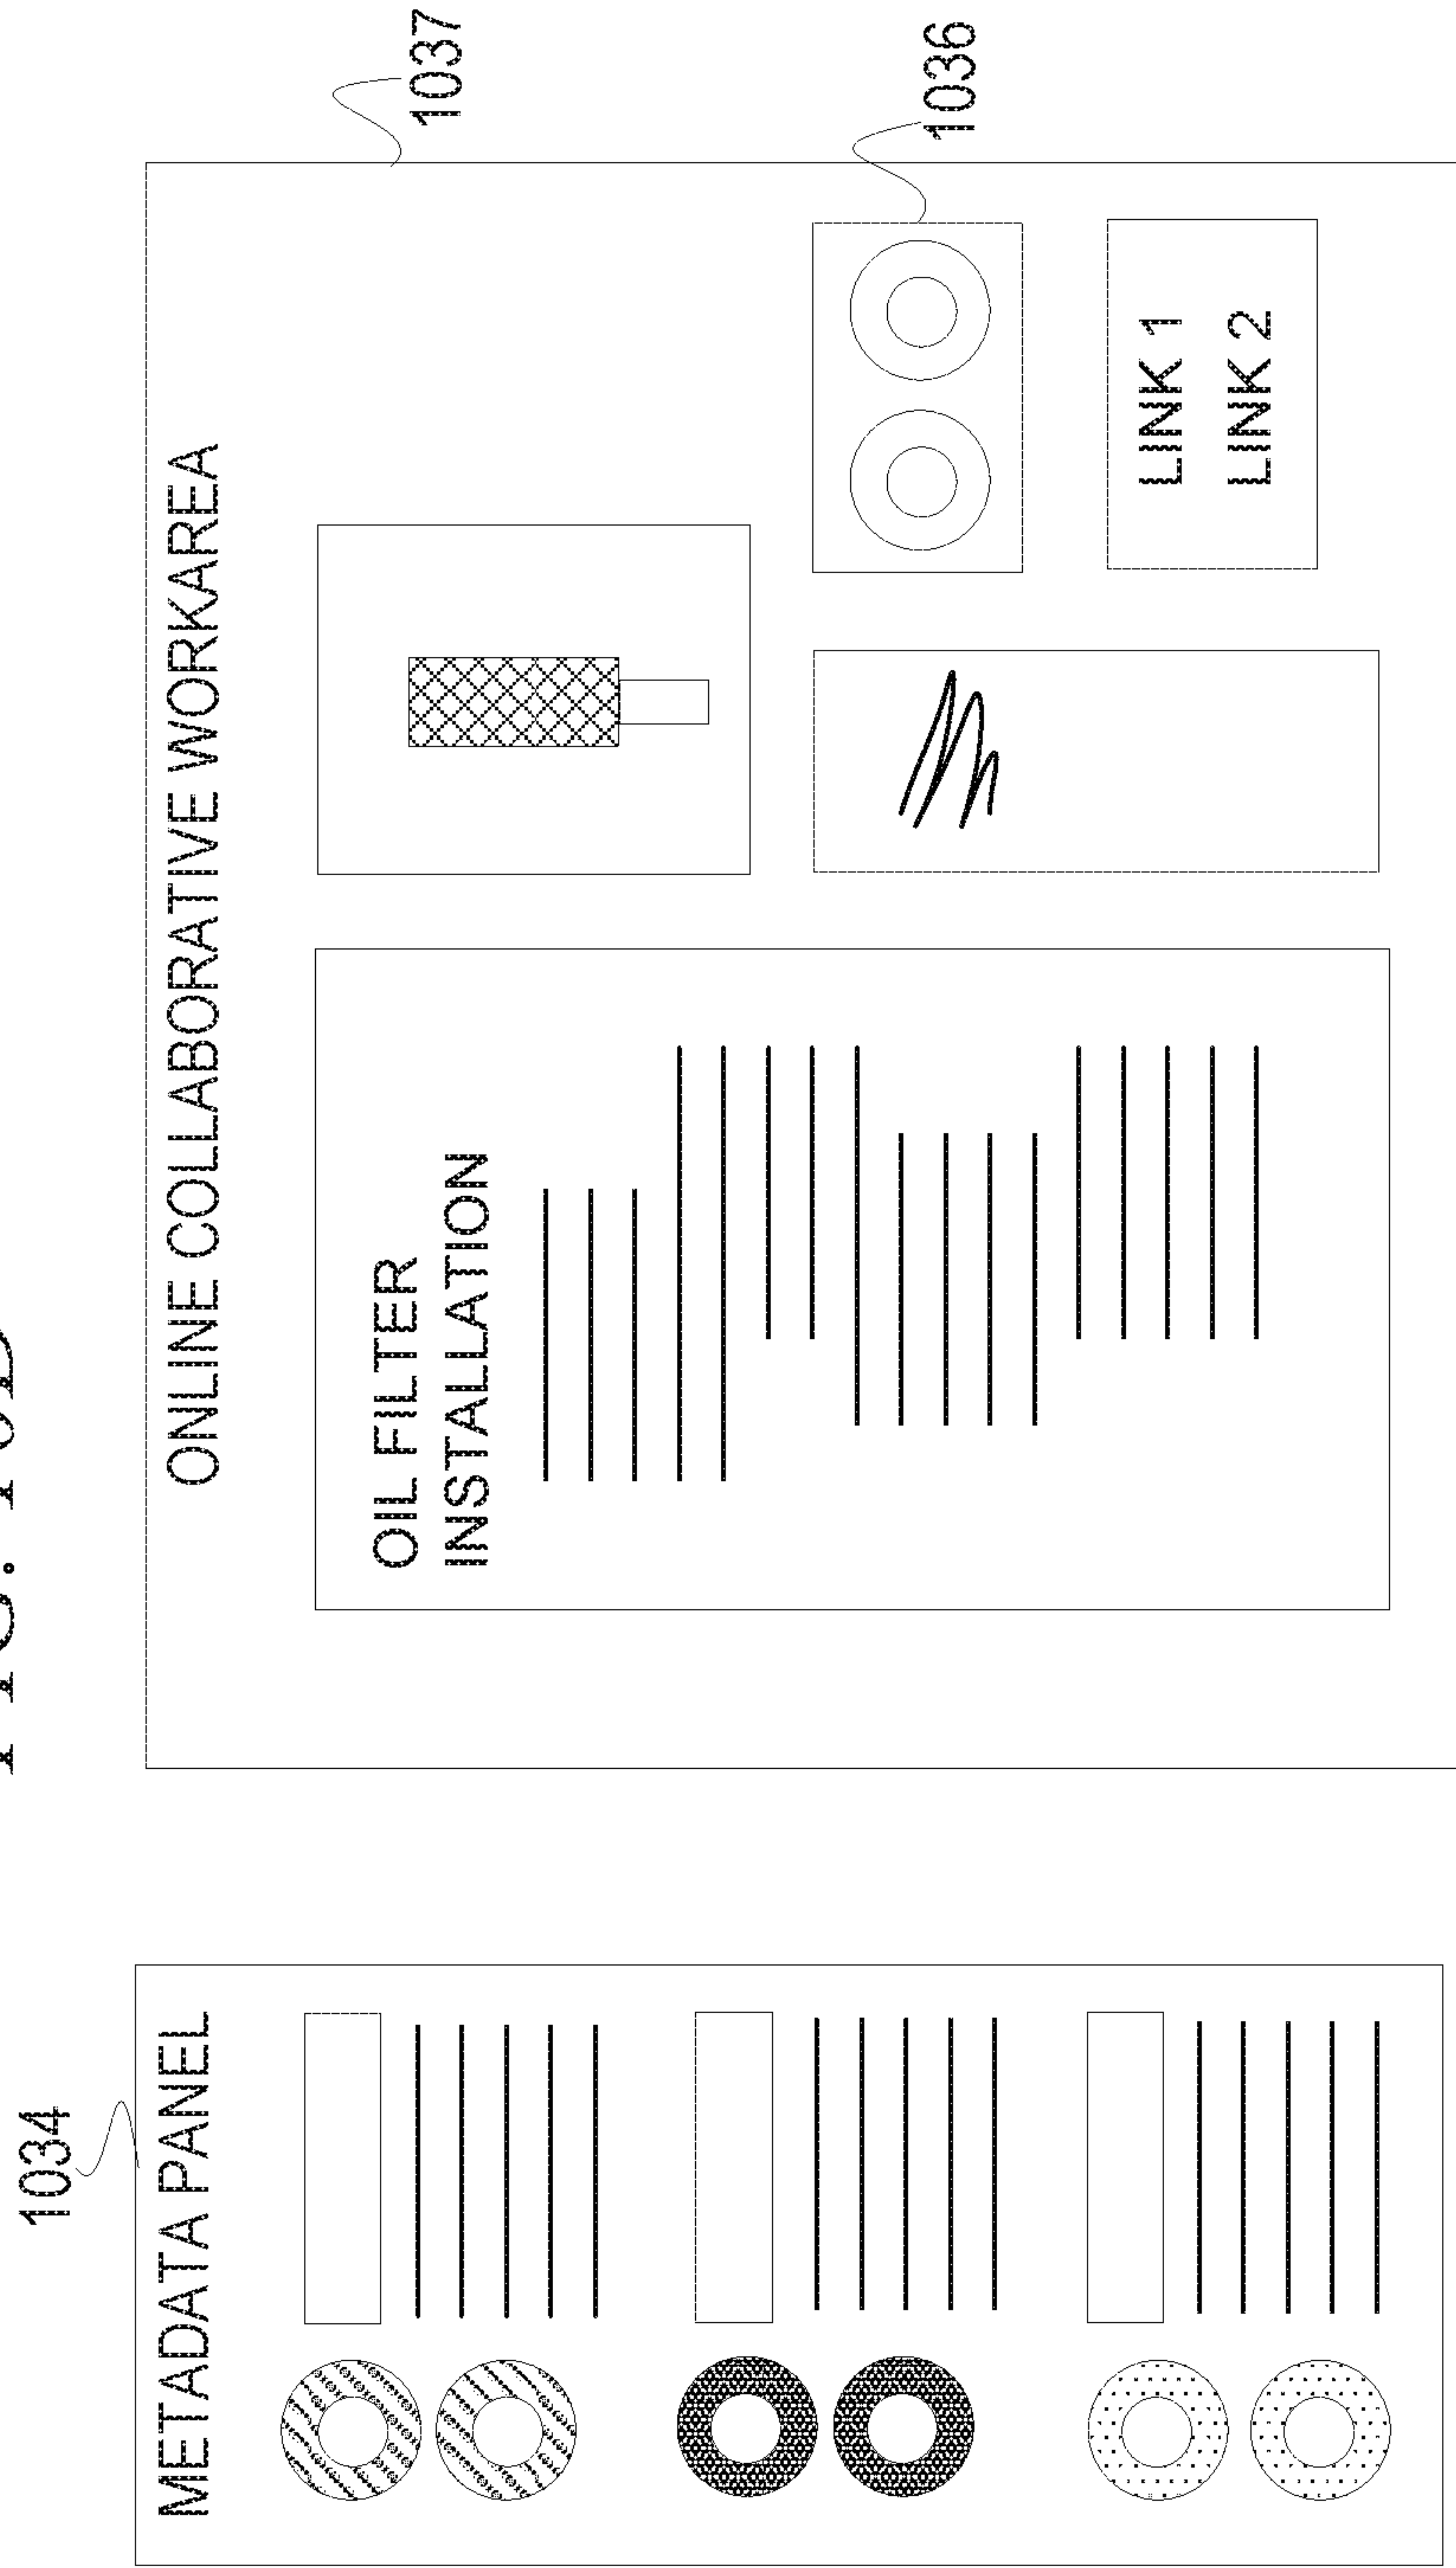 1034
METADATA PANEL
1037
ONLINE COLLABORATIVE WORKAREA
OIL FILTER
INSTALLATION
1036
LINK 1
LINK 2